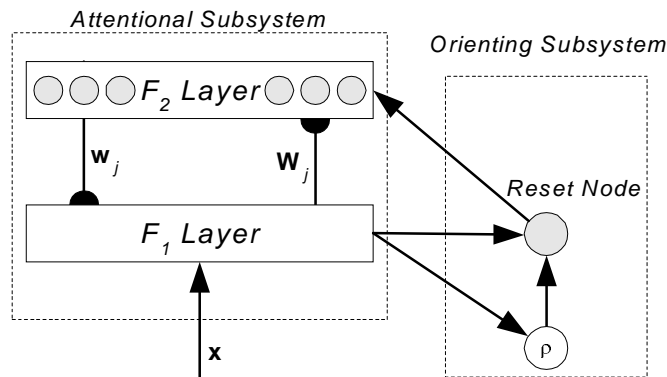 Attentional Subsystem
Orienting Subsystem
F2 Layer
wj
Wj
Reset Node
F1 Layer
x
ρ